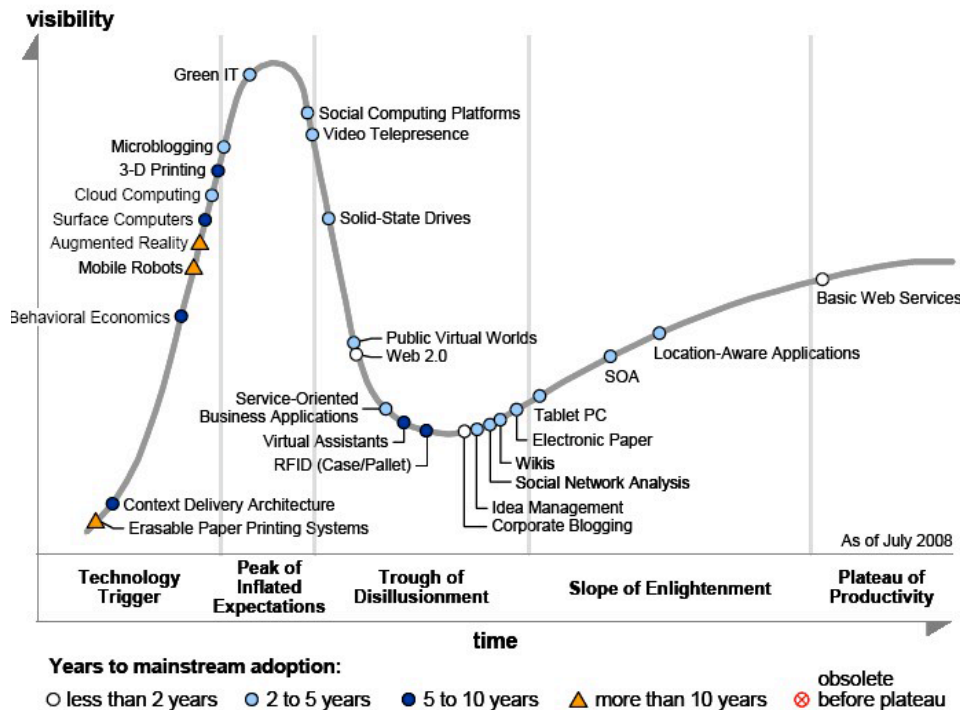 visibility
Green IT
Social Computing Platforms
Video Telepresence
Microblogging
3-D Printing
Cloud Computing
Surface Computers
Solid-State Drives
Augmented Reality
Mobile Robots
Basic Web Services
Behavioral Economics
Public Virtual Worlds
Web 2.0
Location-Aware Applications
SOA
Service-Oriented
Business Applications
Tablet PC
Virtual Assistants
Electronic Paper
RFID (Case/Pallet)
Wikis
Social Network Analysis
Context Delivery Architecture
Idea Management
Erasable Paper Printing Systems
Corporate Blogging
As of July 2008
Technology
Trigger
Peak of
Inflated
Expectations
Trough of
Disillusionment
Slope of Enlightenment
Plateau of
Productivity
time
Years to mainstream adoption:
less than 2 years
2 to 5 years
5 to 10 years
more than 10 years
obsolete
before plateau